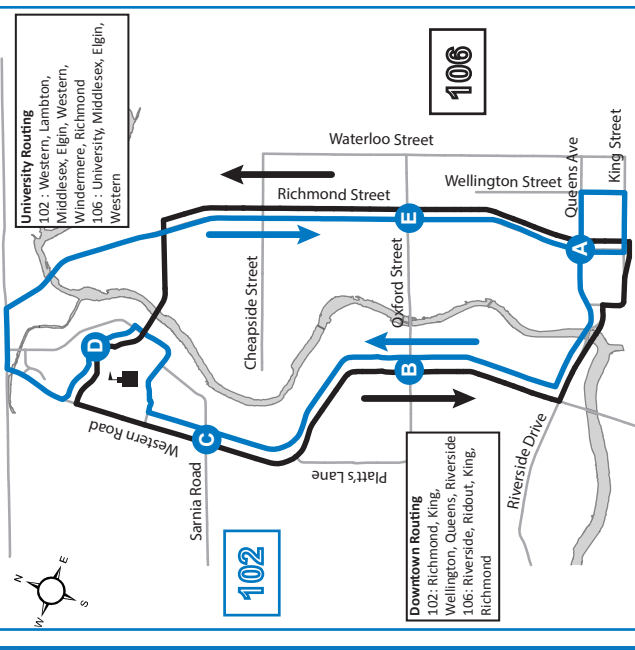 University Routing
102 : Western, Lambton,
Middlesex, Elgin, Western,
Windermere, Richmond
106 : University, Middlesex, Elgin,
Western
106
Waterloo Street
Richmond Street
Wellington Street
Queens Ave
King Street
Cheapside Street
Oxford Street
A
E
B
D
C
Western Road
Sarnia Road
Platt's Lane
Riverside Drive
102
Downtown Routing
102: Richmond, King,
Wellington, Queens, Riverside
106: Riverside, Ridout, King,
Richmond
N
E
S
W